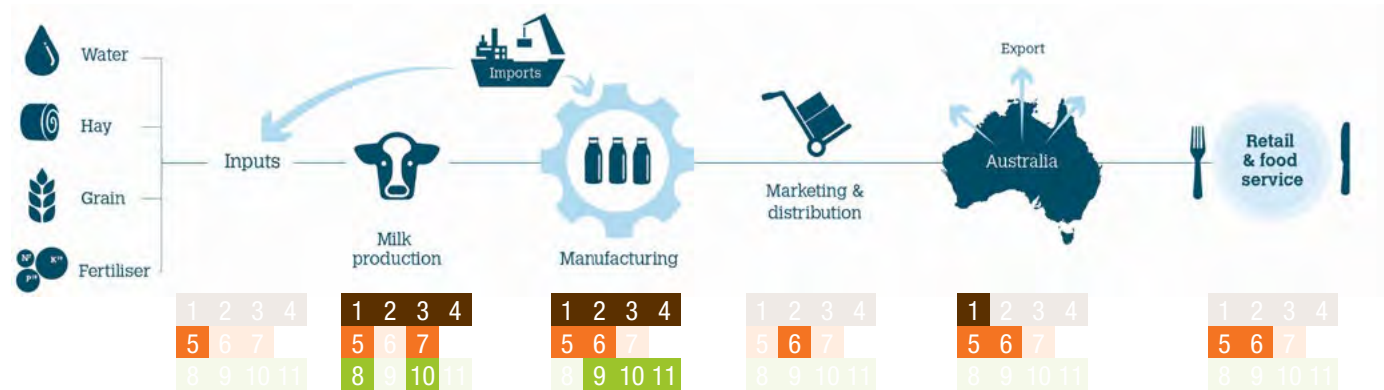 Water
Hay
Grain
N°
K¹⁹
P¹⁵
Fertiliser
Inputs
Imports
Milk
production
Manufacturing
Marketing &
distribution
Export
Australia
Retail
& food
service
1 2 3 4
5 6 7
8 9 10 11
1 2 3 4
5 6 7
8 9 10 11
1 2 3 4
5 6 7
8 9 10 11
1 2 3 4
5 6 7
8 9 10 11
1 2 3 4
5 6 7
8 9 10 11
1 2 3 4
5 6 7
8 9 10 11